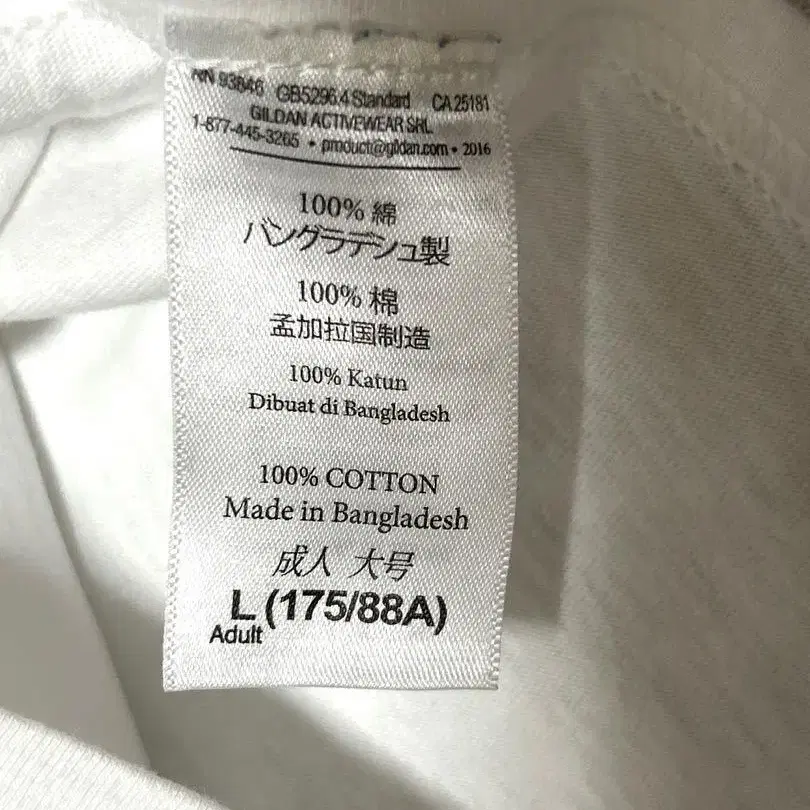 RN 93846 GB5296.4 Standard CA 25181
GILDAN ACTIVEWEAR SRL
1-877-445-3265 • product@gildan.com • 2016
100% 綿
バングラデシュ製
100% 棉
孟加拉国制造
100% Katun
Dibuat di Bangladesh
100% COTTON
Made in Bangladesh
成人 大号
L (175/88A)
Adult